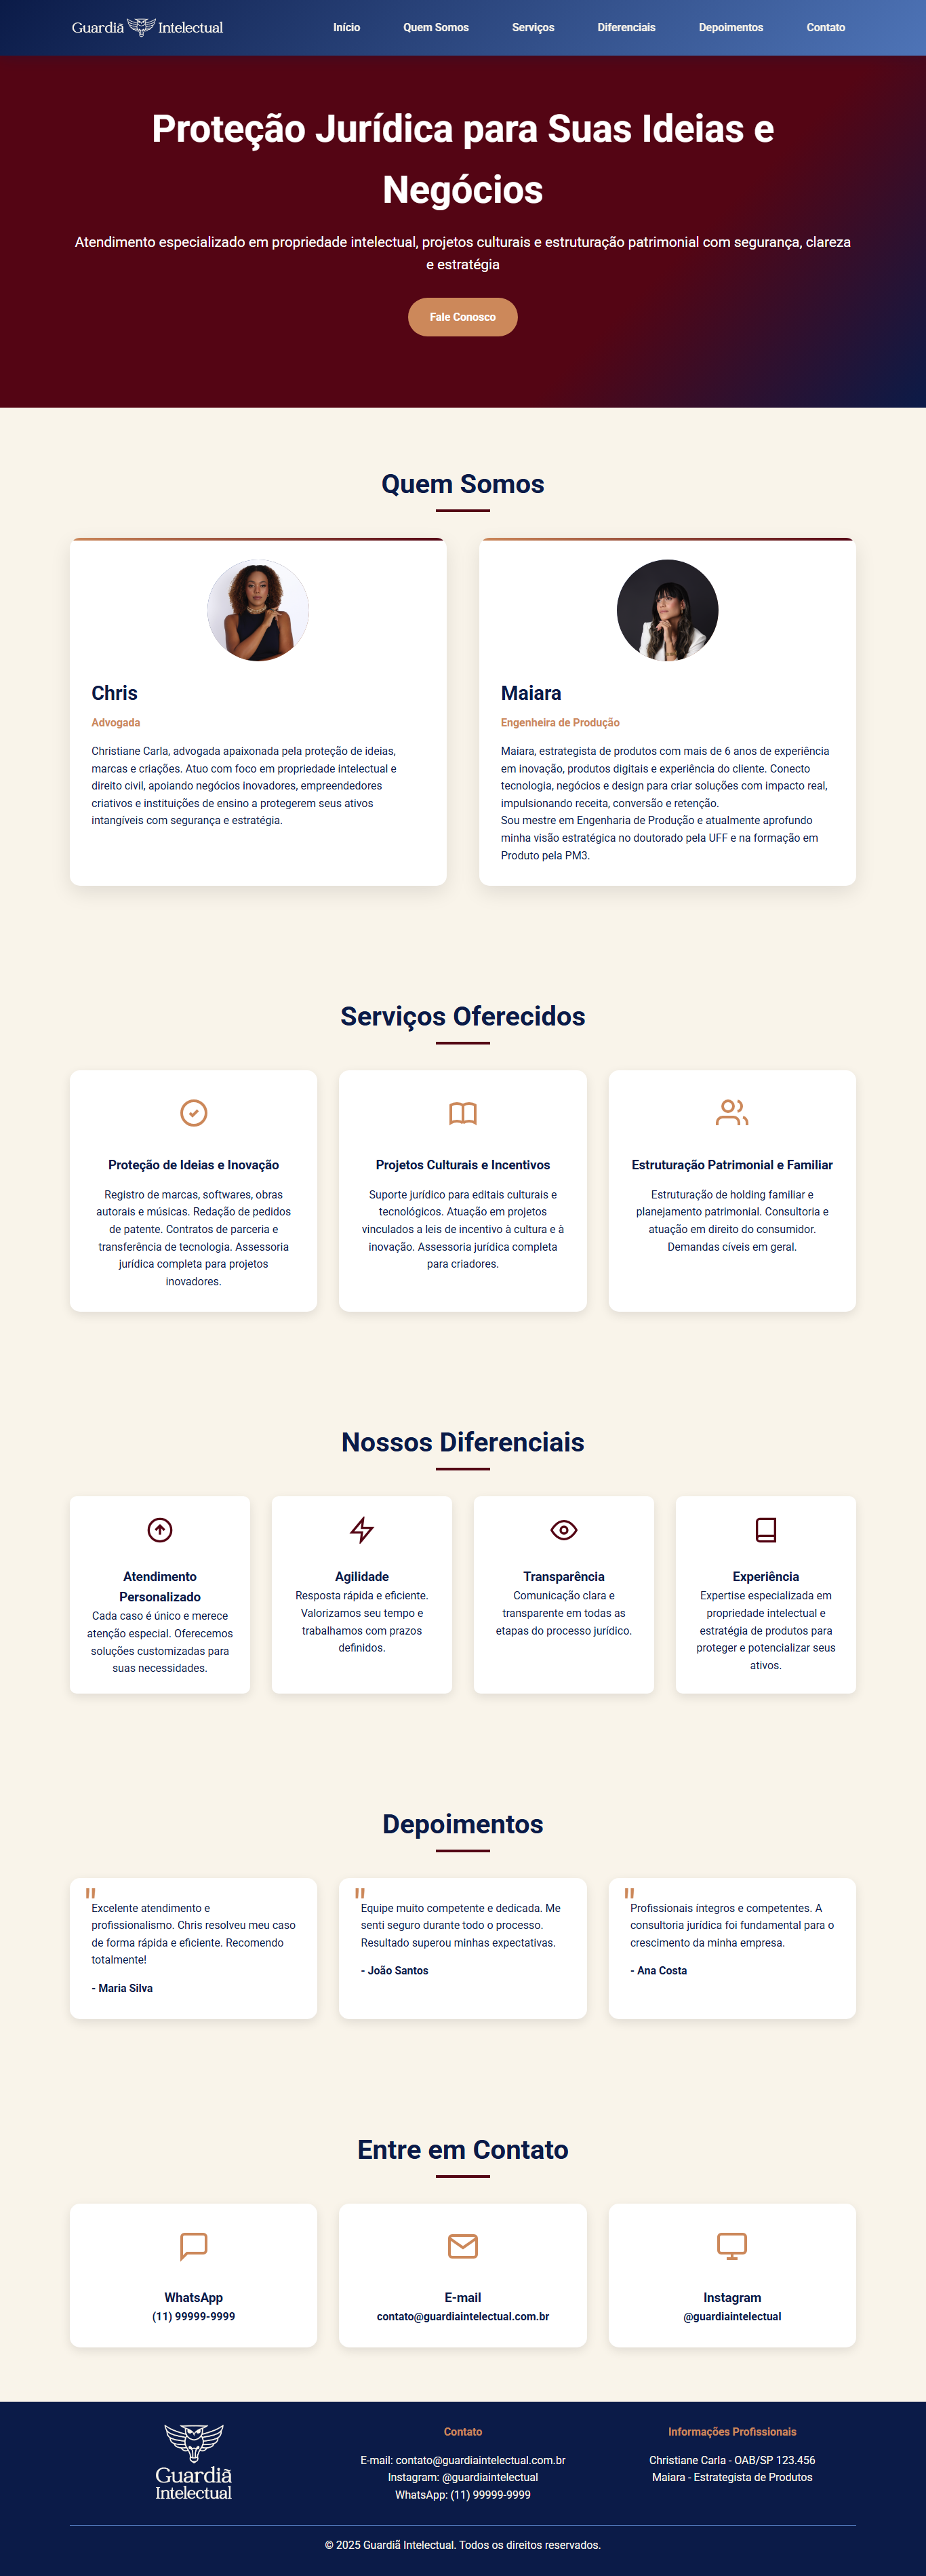 Guardiã Intelectual
Início Quem Somos Serviços Diferenciais Depoimentos Contato
Proteção Jurídica para Suas Ideias e
Negócios
Atendimento especializado em propriedade intelectual, projetos culturais e estruturação patrimonial com segurança, clareza
e estratégia
Fale Conosco
Quem Somos
Chris
Advogada
Christiane Carla, advogada apaixonada pela proteção de ideias,
marcas e criações. Atuo com foco em propriedade intelectual e
direito civil, apoiando negócios inovadores, empreendedores
criativos e instituições de ensino a protegerem seus ativos
intangíveis com segurança e estratégia.
Maiara
Engenheira de Produção
Maiara, estrategista de produtos com mais de 6 anos de experiência
em inovação, produtos digitais e experiência do cliente. Conecto
tecnologia, negócios e design para criar soluções com impacto real,
impulsionando receita, conversão e retenção.
Sou mestre em Engenharia de Produção e atualmente aprofundo
minha visão estratégica no doutorado pela UFF e na formação em
Produto pela PM3.
Serviços Oferecidos
Proteção de Ideias e Inovação
Registro de marcas, softwares, obras
autorais e músicas. Redação de pedidos
de patente. Contratos de parceria e
transferência de tecnologia. Assessoria
jurídica completa para projetos
inovadores.
Projetos Culturais e Incentivos
Suporte jurídico para editais culturais e
tecnológicos. Atuação em projetos
vinculados a leis de incentivo à cultura e à
inovação. Assessoria jurídica completa
para criadores.
Estruturação Patrimonial e Familiar
Estruturação de holding familiar e
planejamento patrimonial. Consultoria e
atuação em direito do consumidor.
Demandas cíveis em geral.
Nossos Diferenciais
Atendimento
Personalizado
Cada caso é único e merece
atenção especial. Oferecemos
soluções customizadas para
suas necessidades.
Agilidade
Resposta rápida e eficiente.
Valorizamos seu tempo e
trabalhamos com prazos
definidos.
Transparência
Comunicação clara e
transparente em todas as
etapas do processo jurídico.
Experiência
Expertise especializada em
propriedade intelectual e
estratégia de produtos para
proteger e potencializar seus
ativos.
Depoimentos
"
Excelente atendimento e
profissionalismo. Chris resolveu meu caso
de forma rápida e eficiente. Recomendo
totalmente!
- Maria Silva
"
Equipe muito competente e dedicada. Me
senti seguro durante todo o processo.
Resultado superou minhas expectativas.
- João Santos
"
Profissionais íntegros e competentes. A
consultoria jurídica foi fundamental para o
crescimento da minha empresa.
- Ana Costa
Entre em Contato
WhatsApp
(11) 99999-9999
E-mail
contato@guardiaintelectual.com.br
Instagram
@guardiaintelectual
Guardiã
Intelectual
Contato
E-mail: contato@guardiaintelectual.com.br
Instagram: @guardiaintelectual
WhatsApp: (11) 99999-9999
Informações Profissionais
Christiane Carla - OAB/SP 123.456
Maiara - Estrategista de Produtos
© 2025 Guardiã Intelectual. Todos os direitos reservados.